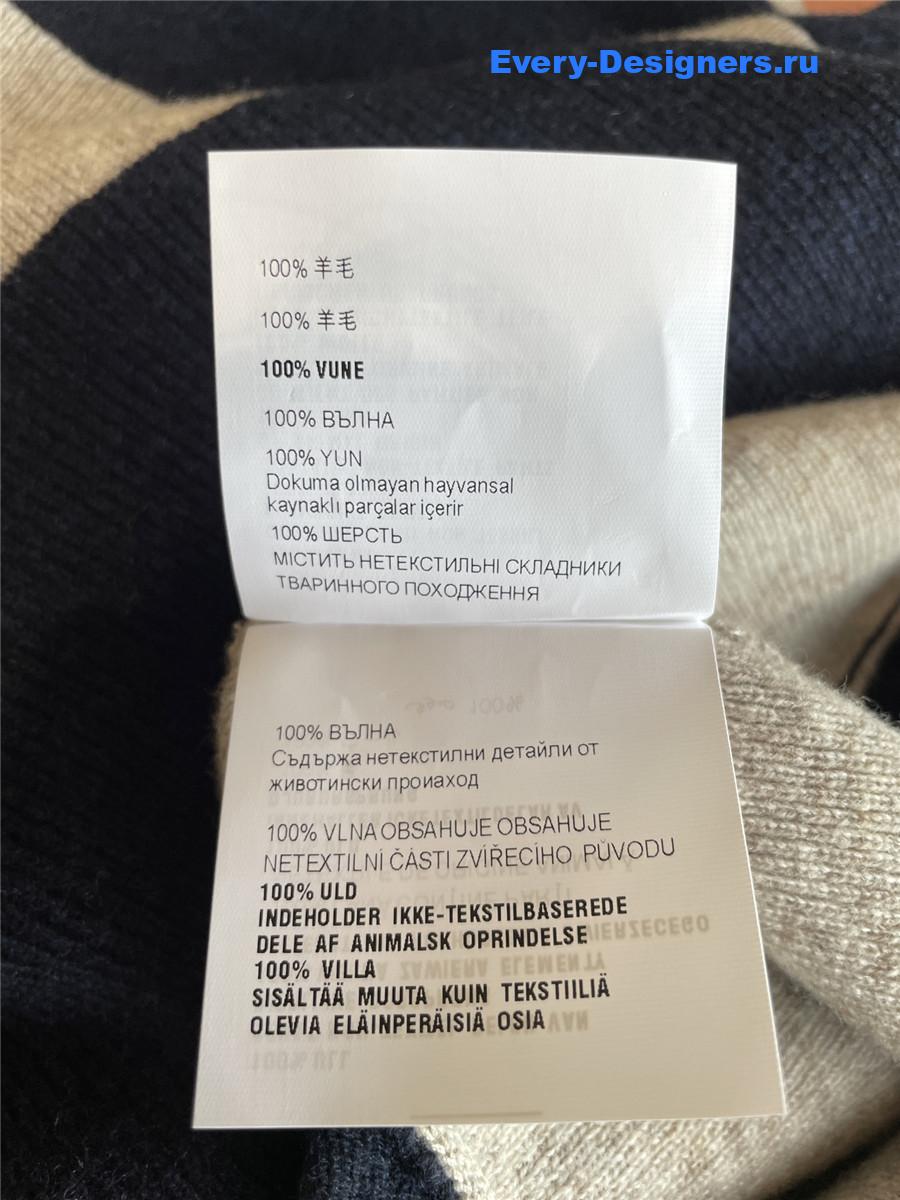 Every-Designers.ru
100% 羊毛
100% 羊毛
100% VUNE
100% ВЪЛНА
100% YUN
Dokuma olmayan hayvansal
kaynaklı parçalar içerir
100% ШЕРСТЬ
МІСТИТЬ НЕТЕКСТИЛЬНІ СКЛАДНИКИ
ТВАРИННОГО ПОХОДЖЕННЯ
100% ВЪЛНА
Съдържа нетекстилни детайли от
животински проиаход
100% VLNA OBSAHUJE OBSAHUJE
NETEXTILNÍ ČÁSTI ZVÍŘECÍHO PŮVODU
100% ULD
INDEHOLDER IKKE-TEKSTILBASEREDE
DELE AF ANIMALSK OPRINDELSE
100% VILLA
SISÄLTÄÄ MUUTA KUIN TEKSTIILIÄ
OLEVIA ELÄINPERÄISIÄ OSIA